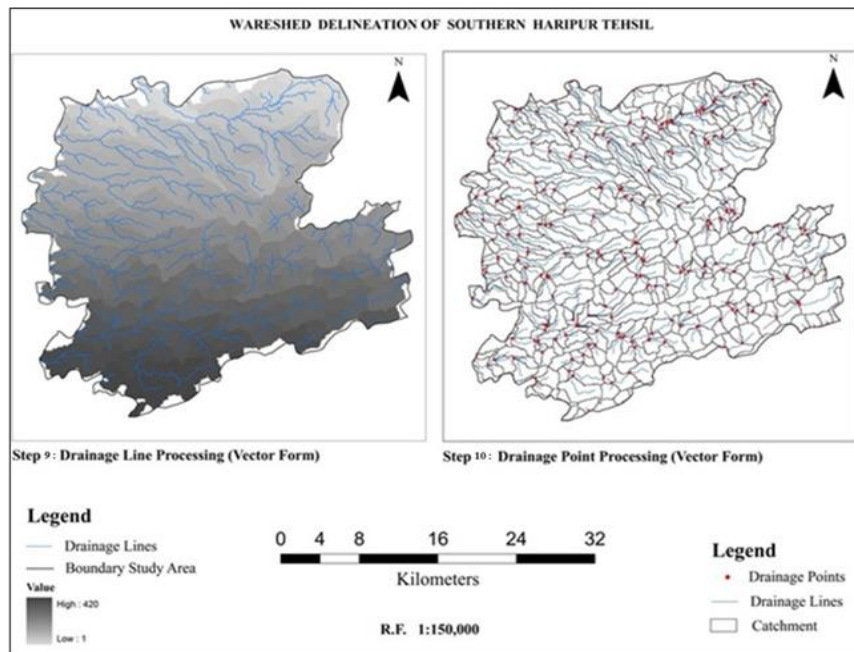 WARESHED DELINEATION OF SOUTHERN HARIPUR TEHSIL
N
N
Step 9 : Drainage Line Processing (Vector Form)
Step 10 : Drainage Point Processing (Vector Form)
Legend
Drainage Lines
Boundary Study Area
Value
High : 420
Low : 1
0 4 8 16 24 32
Kilometers
R.F. 1:150,000
Legend
Drainage Points
Drainage Lines
Catchment